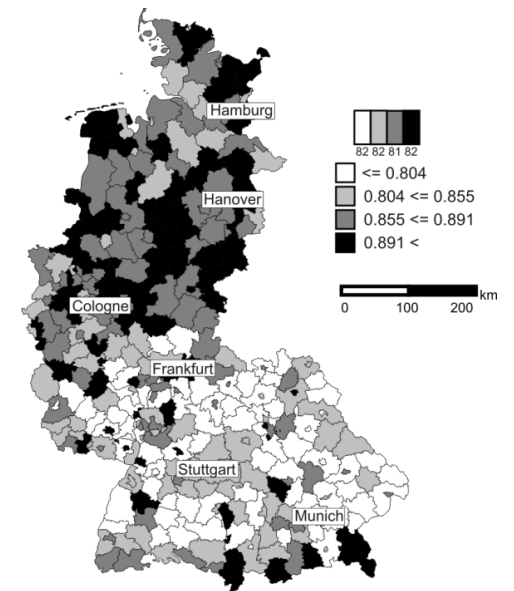 Hamburg
82 82 81 82
<= 0.804
Hanover
0.804 <= 0.855
0.855 <= 0.891
0.891 <
km
0 100 200
Cologne
Frankfurt
Stuttgart
Munich